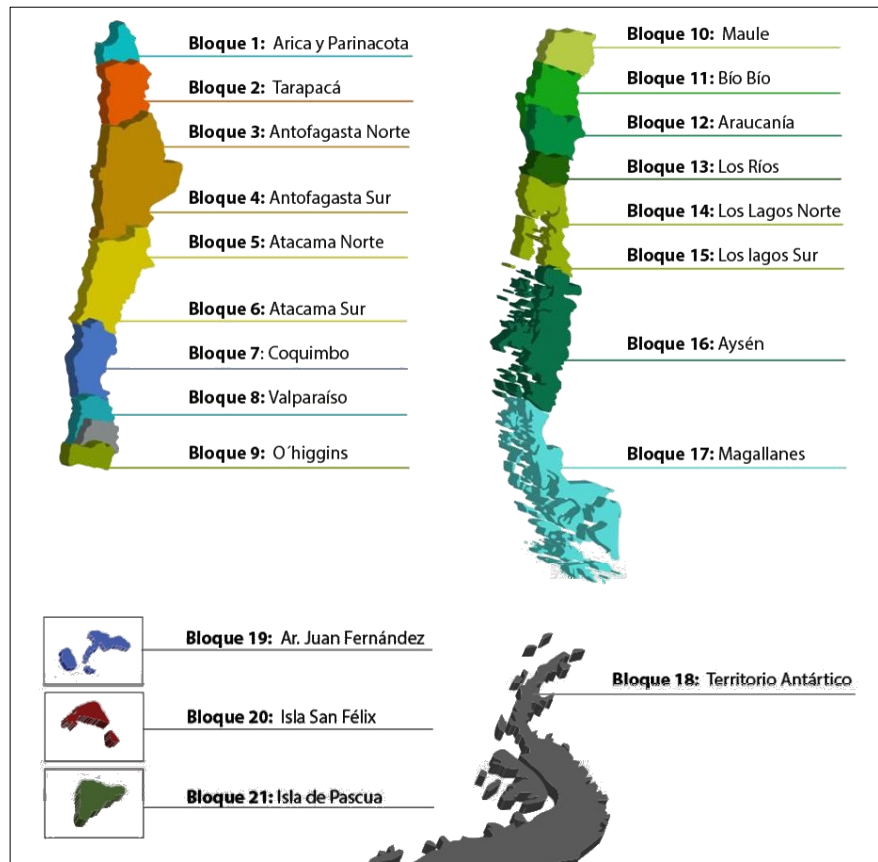 Bloque 1: Arica y Parinacota
Bloque 2: Tarapacá
Bloque 3: Antofagasta Norte
Bloque 4: Antofagasta Sur
Bloque 5: Atacama Norte
Bloque 6: Atacama Sur
Bloque 7: Coquimbo
Bloque 8: Valparaíso
Bloque 9: O´higgins
Bloque 10: Maule
Bloque 11: Bío Bío
Bloque 12: Araucanía
Bloque 13: Los Ríos
Bloque 14: Los Lagos Norte
Bloque 15: Los lagos Sur
Bloque 16: Aysén
Bloque 17: Magallanes
Bloque 19: Ar. Juan Fernández
Bloque 20: Isla San Félix
Bloque 21: Isla de Pascua
Bloque 18: Territorio Antártico